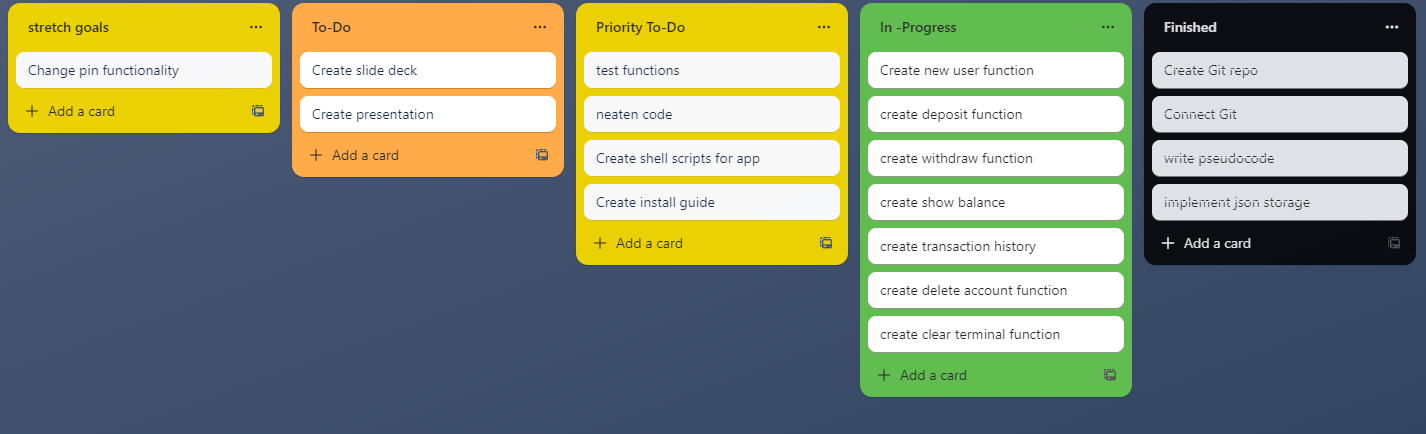 stretch goals
Change pin functionality
Add a card
To-Do
Create slide deck
Create presentation
Add a card
Priority To-Do
test functions
neaten code
Create shell scripts for app
Create install guide
Add a card
In -Progress
Create new user function
create deposit function
create withdraw function
create show balance
create transaction history
create delete account function
create clear terminal function
Add a card
Finished
Create Git repo
Connect Git
write pseudocode
implement json storage
Add a card